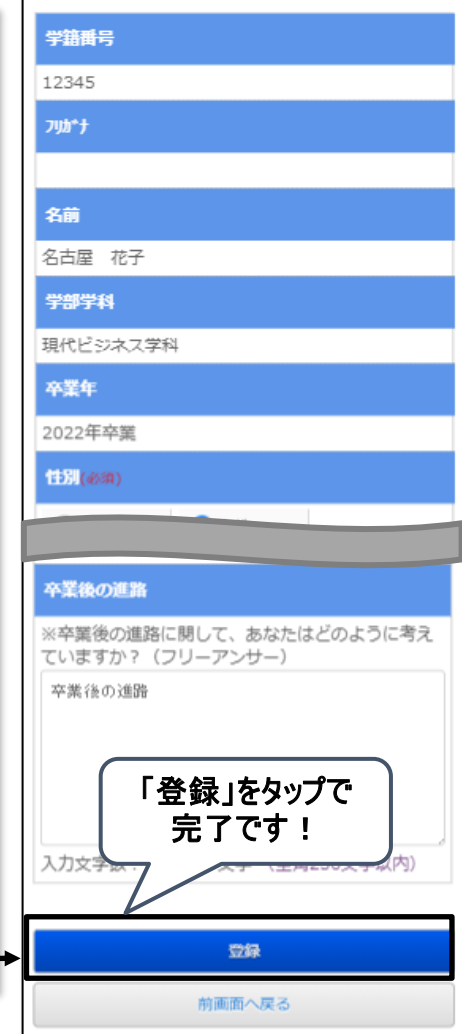 学籍番号
12345
ﾌﾘｶﾞﾅ
名前
名古屋　花子
学部学科
現代ビジネス学科
卒業年
2022年卒業
性別(必須)
卒業後の進路
※卒業後の進路に関して、あなたはどのように考え
ていますか？（フリーアンサー）
卒業後の進路
「登録」をタップで
完了です！
入力文字数
登録
前画面へ戻る